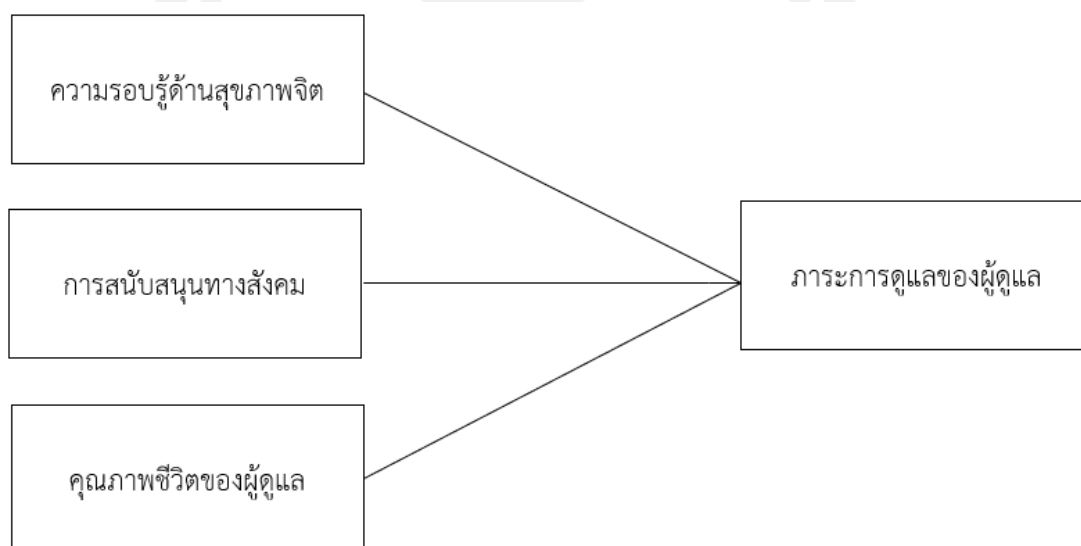 ความรอบรู้ด้านสุขภาพจิต
การสนับสนุนทางสังคม
ภาระการดูแลของผู้ดูแล
คุณภาพชีวิตของผู้ดูแล